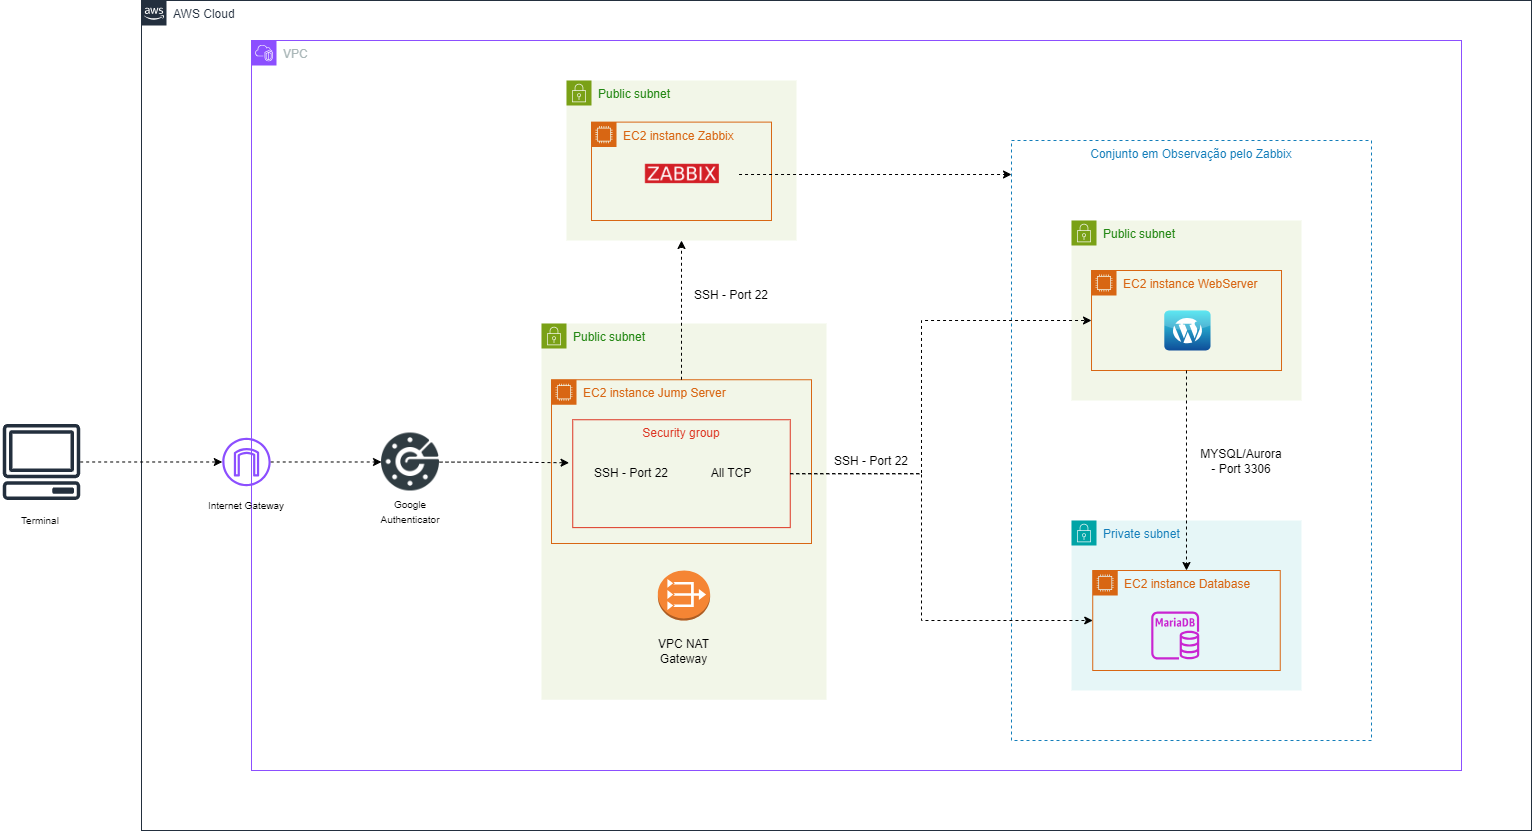 aws
AWS Cloud
VPC
Public subnet
EC2 instance Zabbix
ZABBIX
Conjunto em Observação pelo Zabbix
Public subnet
EC2 instance WebServer
SSH - Port 22
Public subnet
EC2 instance Jump Server
Security group
SSH - Port 22
All TCP
SSH - Port 22
MYSQL/Aurora
- Port 3306
Terminal
Internet Gateway
Google
Authenticator
Private subnet
EC2 instance Database
MariaDB
VPC NAT
Gateway